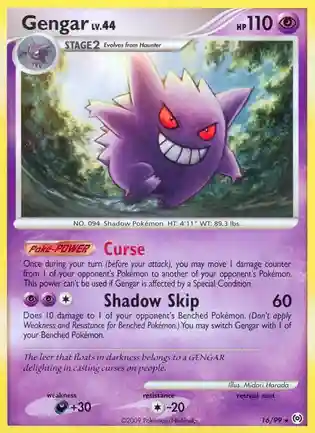 Gengar LV.44 HP 110
STAGE2 Evolves from Haunter
NO. 094 Shadow Pokémon HT: 4'11" WT: 89.3 lbs
Poké-POWER Curse
Once during your turn (before your attack), you may move 1 damage counter
from 1 of your opponent's Pokémon to another of your opponent's Pokémon.
This power can't be used if Gengar is affected by a Special Condition.
Shadow Skip 60
Does 10 damage to 1 of your opponent's Benched Pokémon. (Don't apply
Weakness and Resistance for Benched Pokémon.) You may switch Gengar with 1 of
your Benched Pokémon.
The leer that floats in darkness belongs to a GENGAR
delighting in casting curses on people.
Illus. Midori Harada
weakness resistance retreat cost
+30 -20
©2009 Pokémon/Nintendo 16/99